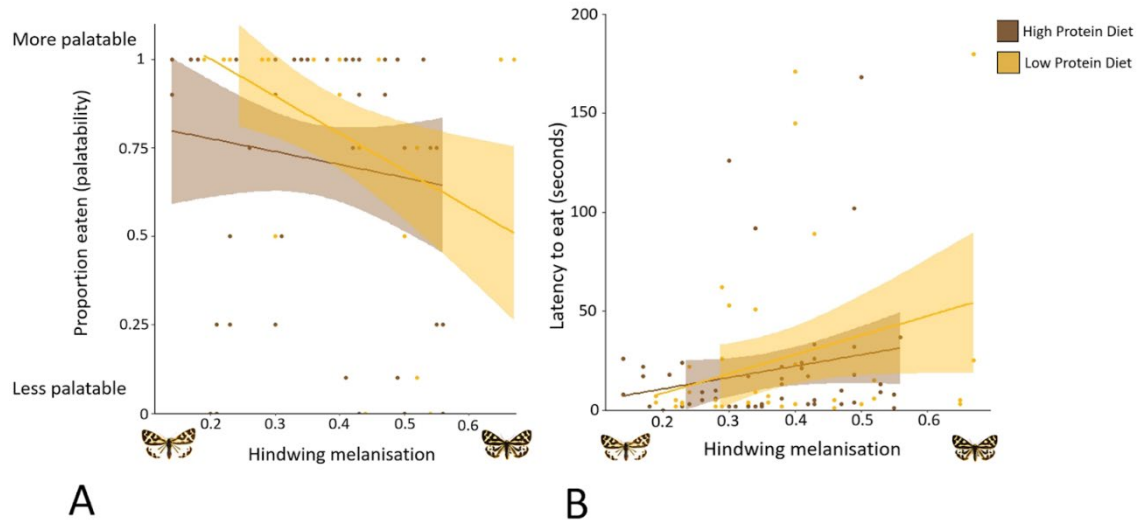 More palatable
Less palatable
Proportion eaten (palatability)
1
0.75
0.5
0.25
0
0.2
0.3
0.4
0.5
0.6
Hindwing melanisation
A
Latency to eat (seconds)
200
150
100
50
0
0.2
0.3
0.4
0.5
0.6
Hindwing melanisation
B
High Protein Diet
Low Protein Diet